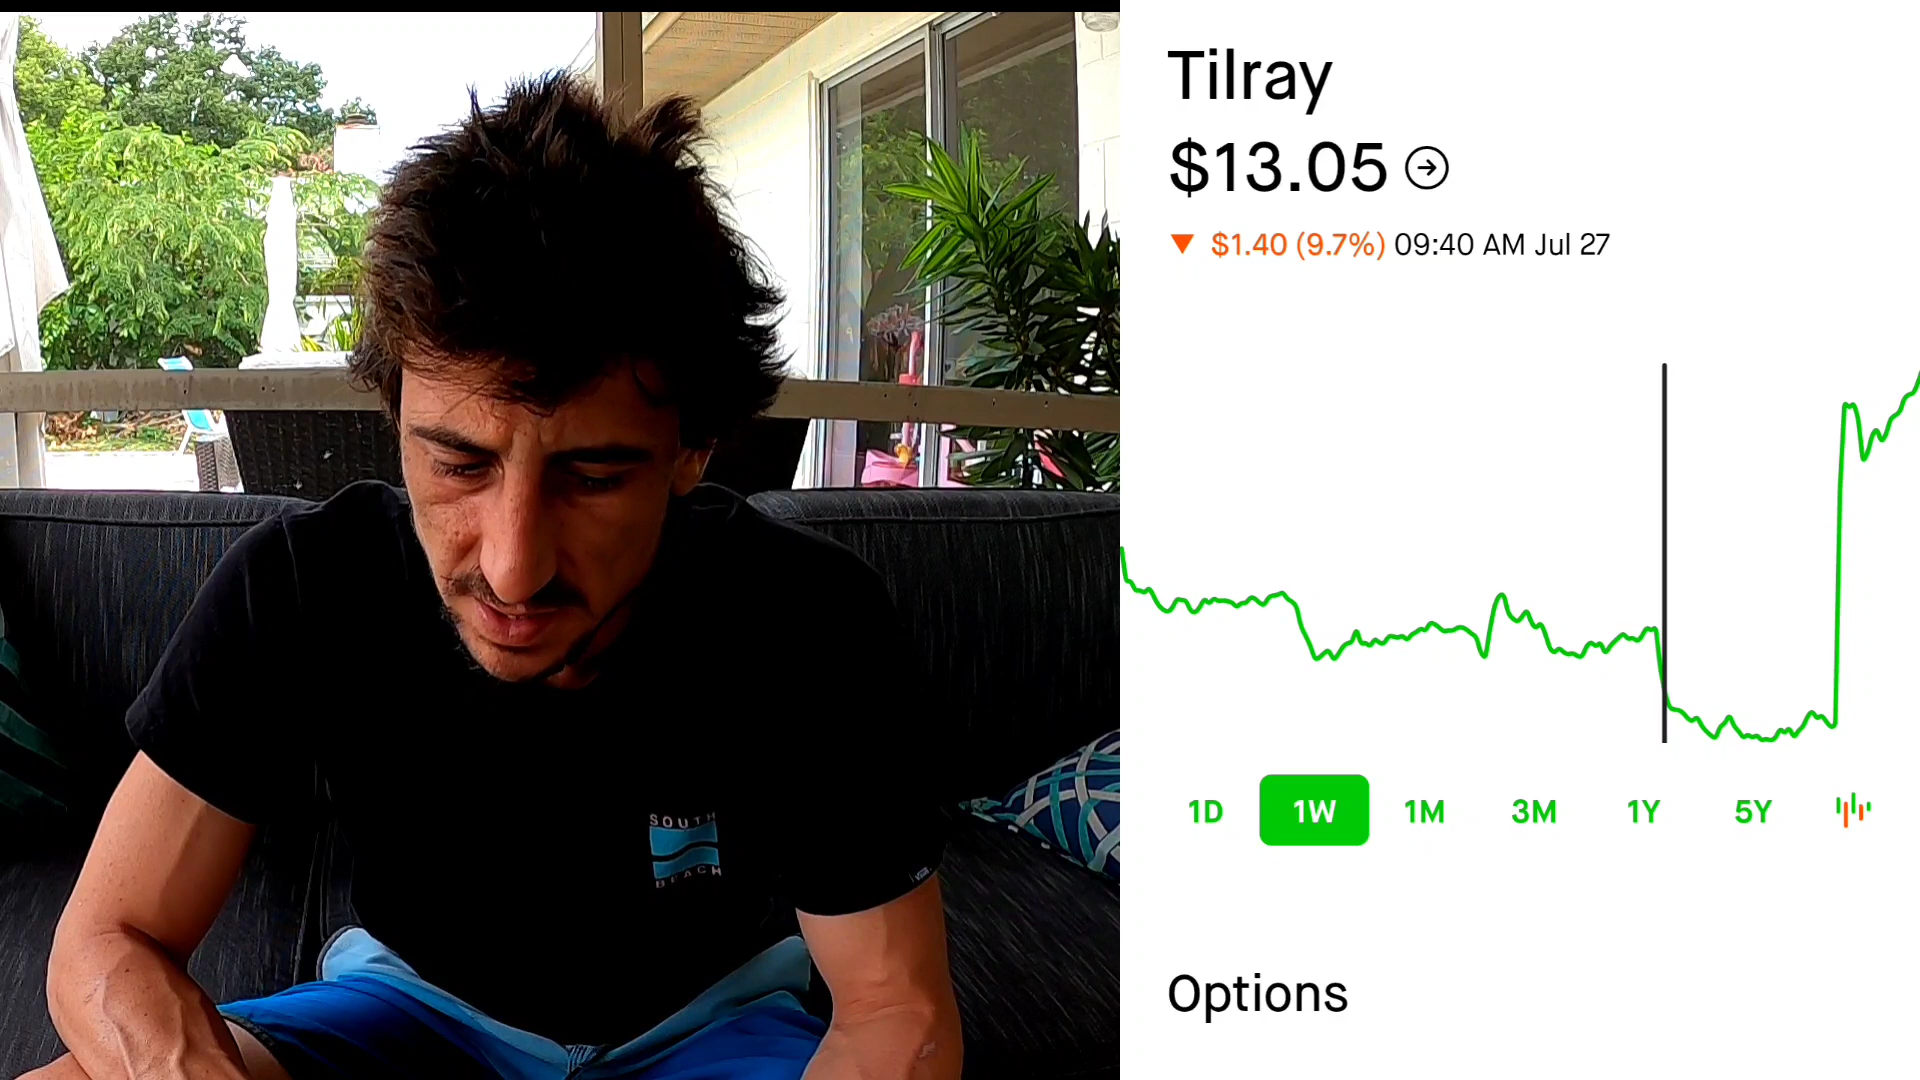 Tilray
$13.05
$1.40 (9.7%) 09:40 AM Jul 27
1D 1W 1M 3M 1Y 5Y
Options
SOUTH
BEACH